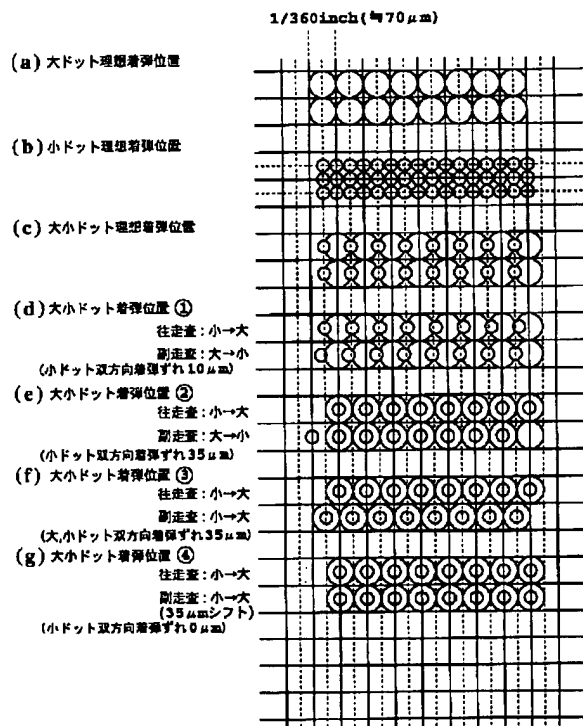 1/360inch(≒70μm)
(a) 大ドット理想着弾位置
(b) 小ドット理想着弾位置
(c) 大小ドット理想着弾位置
(d) 大小ドット着弾位置 ①
往走査:小→大
副走査:大→小
(小ドット双方向着弾ずれ10μm)
(e) 大小ドット着弾位置 ②
往走査:小→大
副走査:大→小
(小ドット双方向着弾ずれ35μm)
(f) 大小ドット着弾位置 ③
往走査:小→大
副走査:小→大
(大,小ドット双方向着弾ずれ35μm)
(g) 大小ドット着弾位置 ④
往走査:小→大
副走査:小→大
(35μmシフト)
(小ドット双方向着弾ずれ0μm)